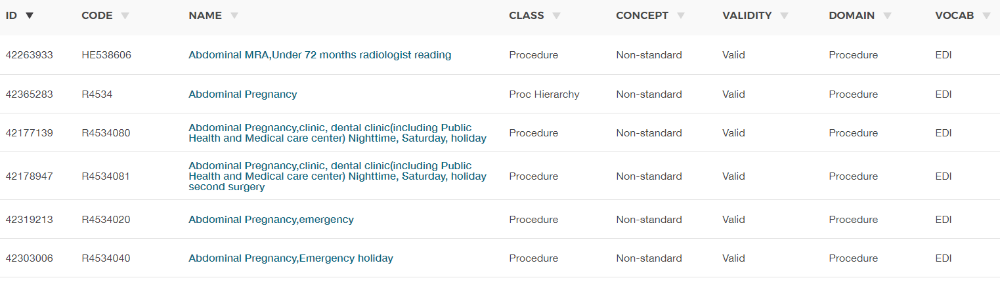 ID CODE NAME CLASS CONCEPT VALIDITY DOMAIN VOCAB
42263933 HE538606 Abdominal MRA,Under 72 months radiologist reading Procedure Non-standard Valid Procedure EDI
42365283 R4534 Abdominal Pregnancy Proc Hierarchy Non-standard Valid Procedure EDI
42177139 R4534080 Abdominal Pregnancy,clinic, dental clinic(including Public
Health and Medical care center) Nighttime, Saturday, holiday Procedure Non-standard Valid Procedure EDI
42178947 R4534081 Abdominal Pregnancy,clinic, dental clinic(including Public
Health and Medical care center) Nighttime, Saturday, holiday
second surgery Procedure Non-standard Valid Procedure EDI
42319213 R4534020 Abdominal Pregnancy,emergency Procedure Non-standard Valid Procedure EDI
42303006 R4534040 Abdominal Pregnancy,Emergency holiday Procedure Non-standard Valid Procedure EDI